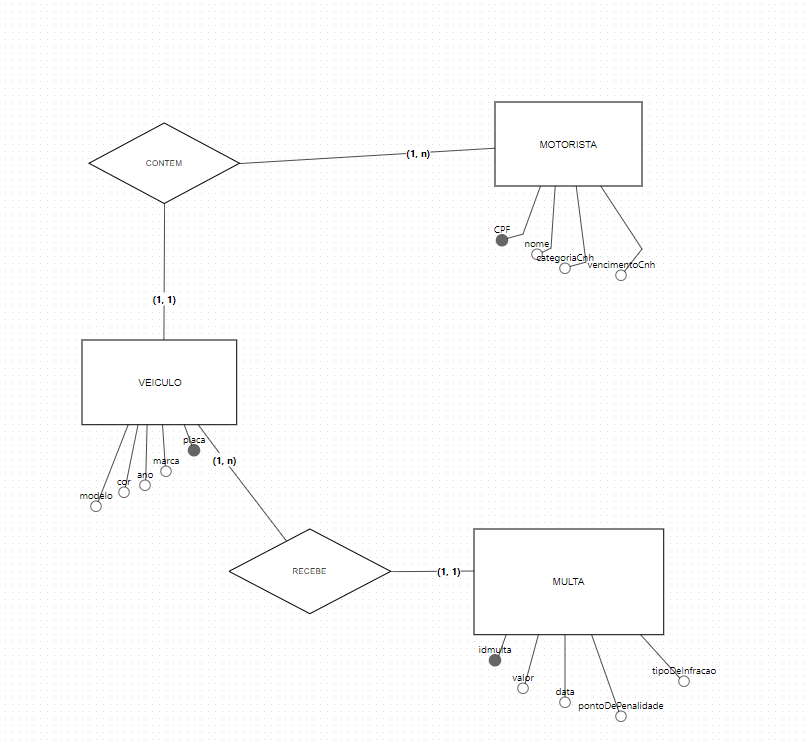 MOTORISTA
CONTEM
(1, n)
CPF
nome
categoriaCnh
vencimentoCnh
(1, 1)
VEICULO
placa
marca
ano
cor
modelo
(1, n)
RECEBE
(1, 1)
MULTA
idmulta
valor
data
pontoDePenalidade
tipoDeInfracao